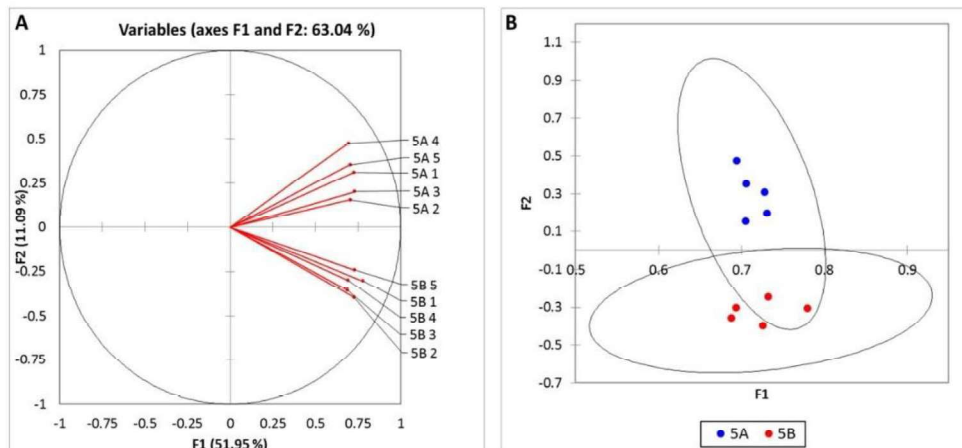 A
Variables (axes F1 and F2: 63.04 %)
1
0.75
0.5
0.25
0
-0.25
-0.5
-0.75
-1
F2 (11.09 %)
-1
-0.75
-0.5
-0.25
0
0.25
0.5
0.75
1
F1 (51.95 %)
5A 4
5A 5
5A 1
5A 3
5A 2
5B 5
5B 1
5B 4
5B 3
5B 2
B
1.1
0.9
0.7
0.5
0.3
0.1
-0.1
-0.3
-0.5
-0.7
F2
0.5
0.6
0.7
0.8
0.9
F1
5A
5B